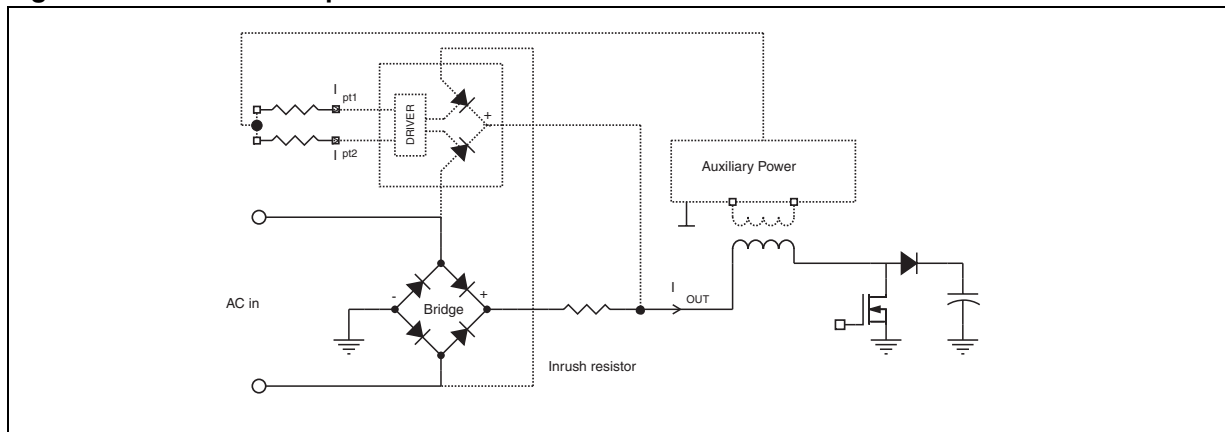 I pt1
DRIVER
+
I pt2
Auxiliary Power
I OUT
AC in
-
Bridge
+
Inrush resistor